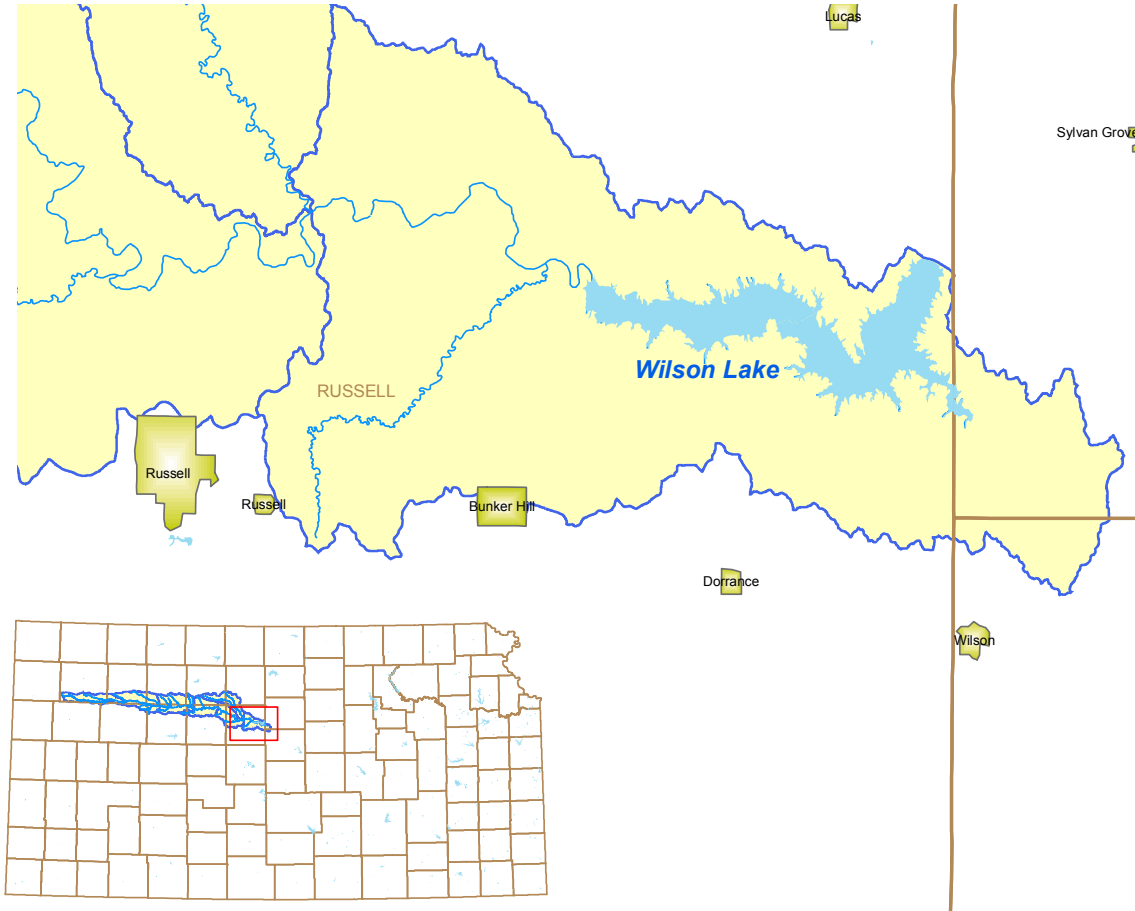 Lucas
Sylvan Grove
Wilson Lake
RUSSELL
Russell
Russell
Bunker Hill
Dorrance
Wilson